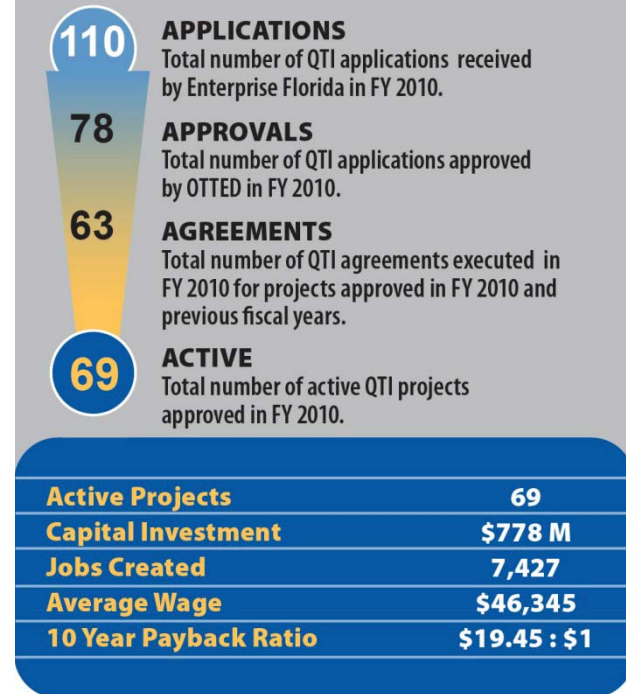 110
APPLICATIONS
Total number of QTI applications received
by Enterprise Florida in FY 2010.
78
APPROVALS
Total number of QTI applications approved
by OTTED in FY 2010.
63
AGREEMENTS
Total number of QTI agreements executed in
FY 2010 for projects approved in FY 2010 and
previous fiscal years.
69
ACTIVE
Total number of active QTI projects
approved in FY 2010.
Active Projects 69
Capital Investment $778 M
Jobs Created 7,427
Average Wage $46,345
10 Year Payback Ratio $19.45 : $1